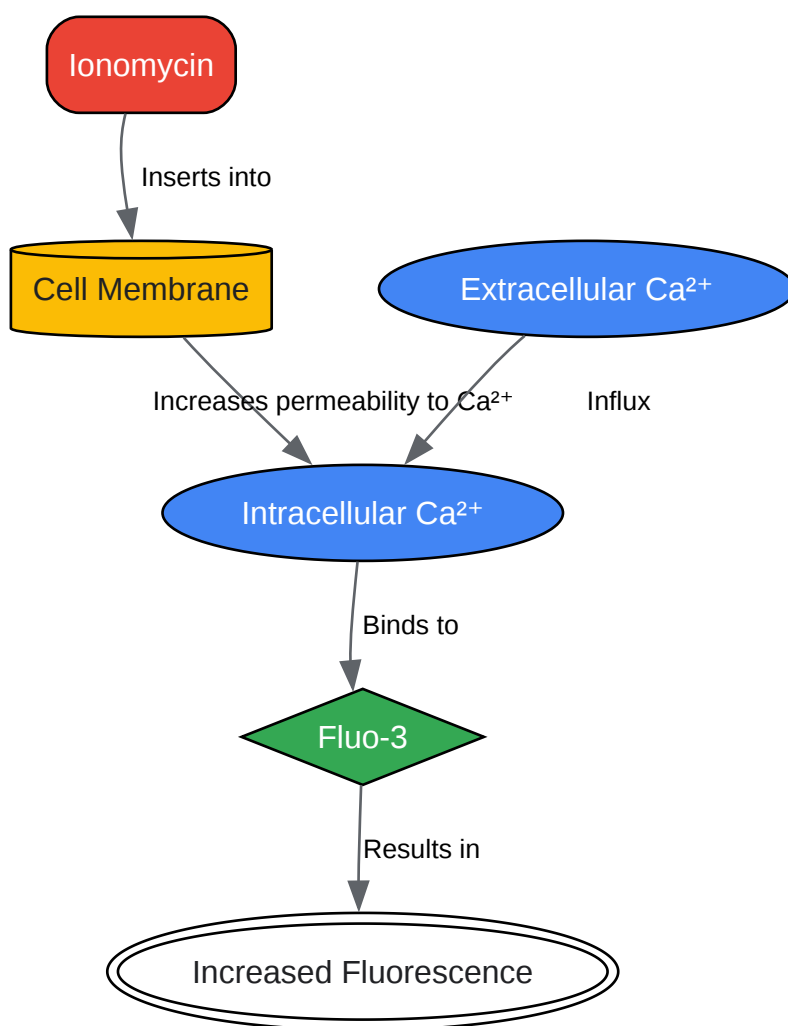 Ionomycin
Inserts into
Cell Membrane
Extracellular Ca²⁺
Increases permeability to Ca²⁺
Influx
Intracellular Ca²⁺
Binds to
Fluo-3
Results in
Increased Fluorescence